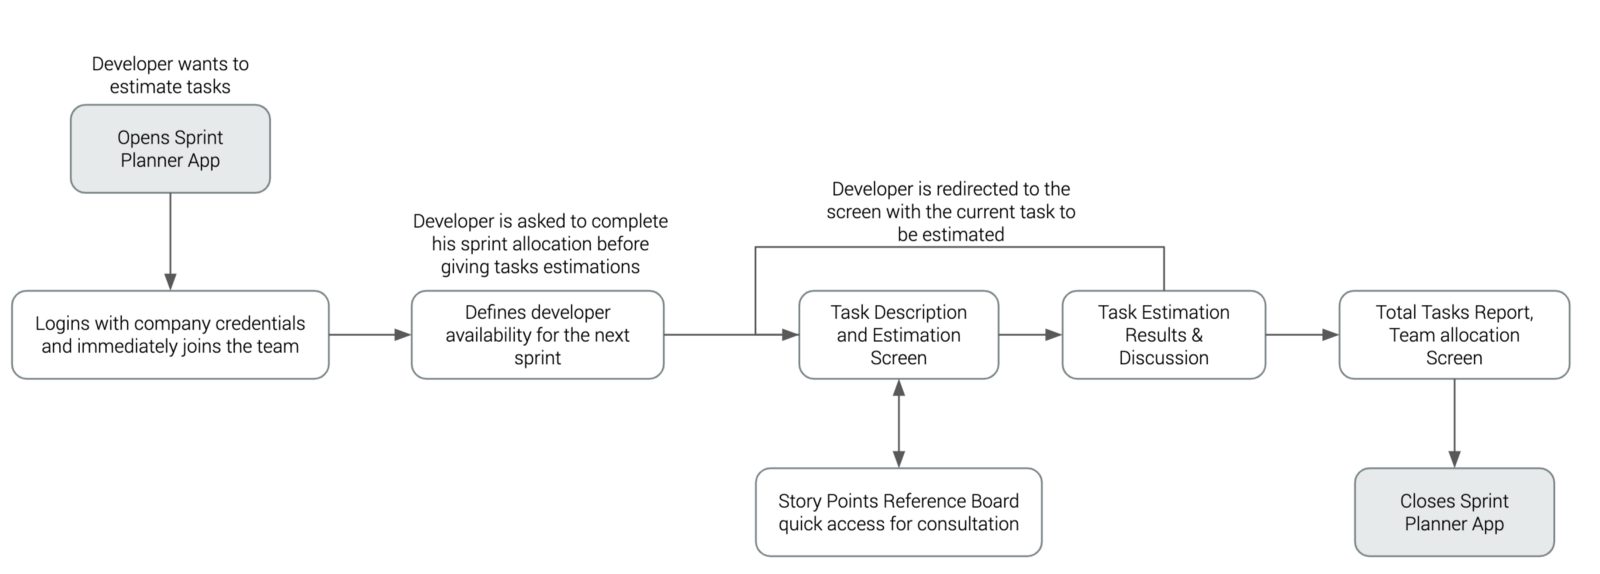 Developer wants to
estimate tasks
Opens Sprint
Planner App
Logins with company credentials
and immediately joins the team
Developer is asked to complete
his sprint allocation before
giving tasks estimations
Defines developer
availability for the next
sprint
Developer is redirected to the
screen with the current task to
be estimated
Task Description
and Estimation
Screen
Story Points Reference Board
quick access for consultation
Task Estimation
Results &
Discussion
Total Tasks Report,
Team allocation
Screen
Closes Sprint
Planner App